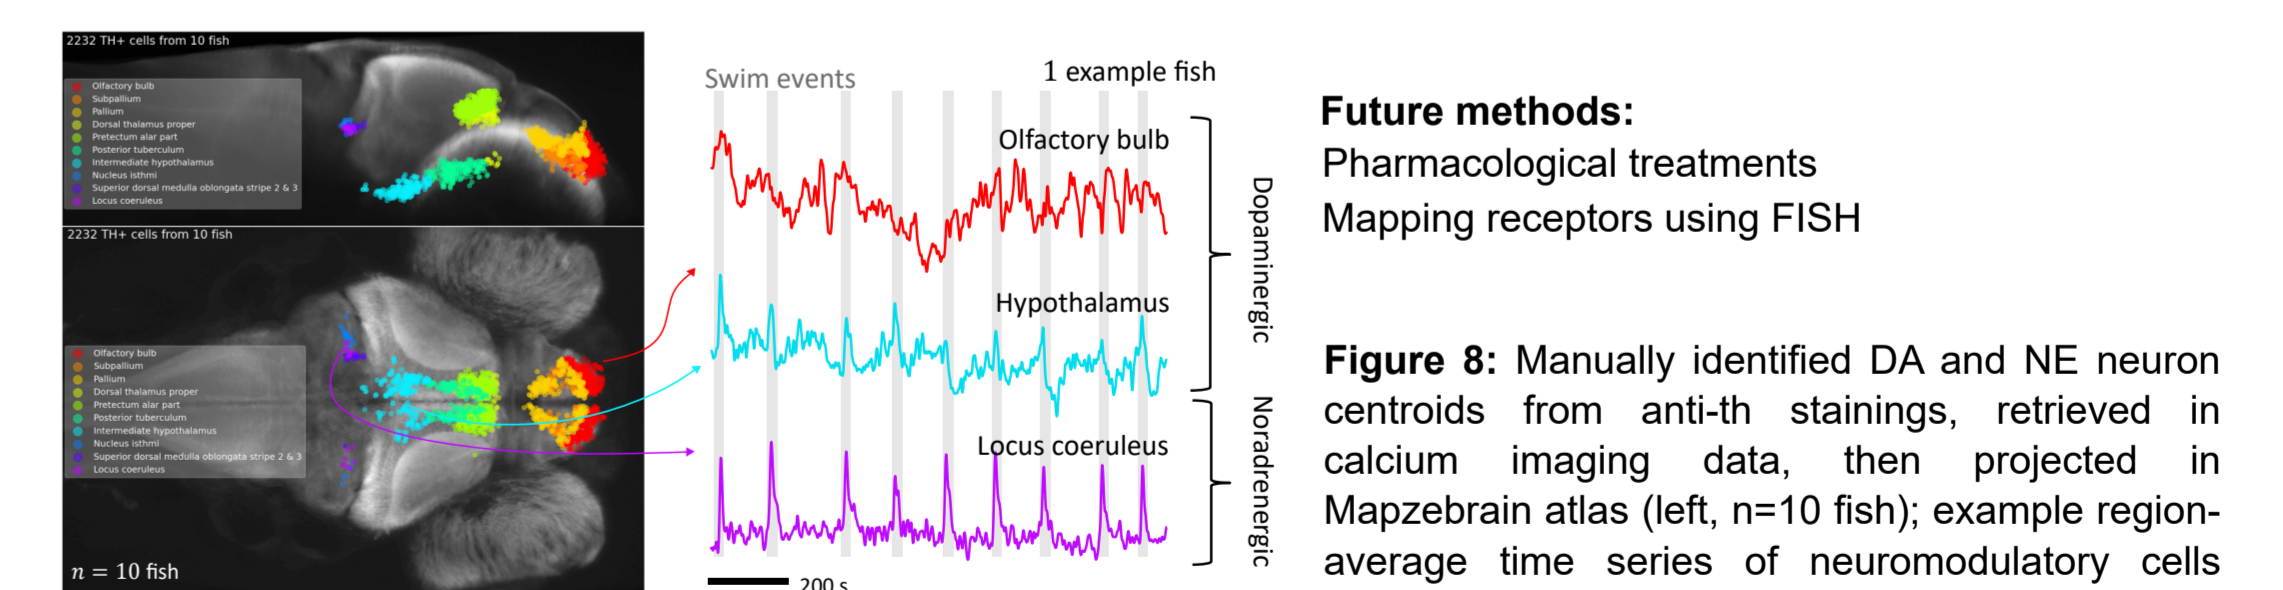 2232 TH+ cells from 10 fish
Olfactory bulb
Subpallium
Pallium
Dorsal thalamus proper
Pretectum alar part
Posterior tuberculum
Intermediate hypothalamus
Nucleus isthmi
Superior dorsal medulla oblongata stripe 2 & 3
Locus coeruleus
2232 TH+ cells from 10 fish
Olfactory bulb
Subpallium
Pallium
Dorsal thalamus proper
Pretectum alar part
Posterior tuberculum
Intermediate hypothalamus
Nucleus isthmi
Superior dorsal medulla oblongata stripe 2 & 3
Locus coeruleus
n = 10 fish
Swim events
1 example fish
Olfactory bulb
Hypothalamus
Locus coeruleus
200 s
Dopaminergic
Noradrenergic
Future methods:
Pharmacological treatments
Mapping receptors using FISH
Figure 8: Manually identified DA and NE neuron
centroids from anti-th stainings, retrieved in
calcium imaging data, then projected in
Mapzebrain atlas (left, n=10 fish); example region-
average time series of neuromodulatory cells